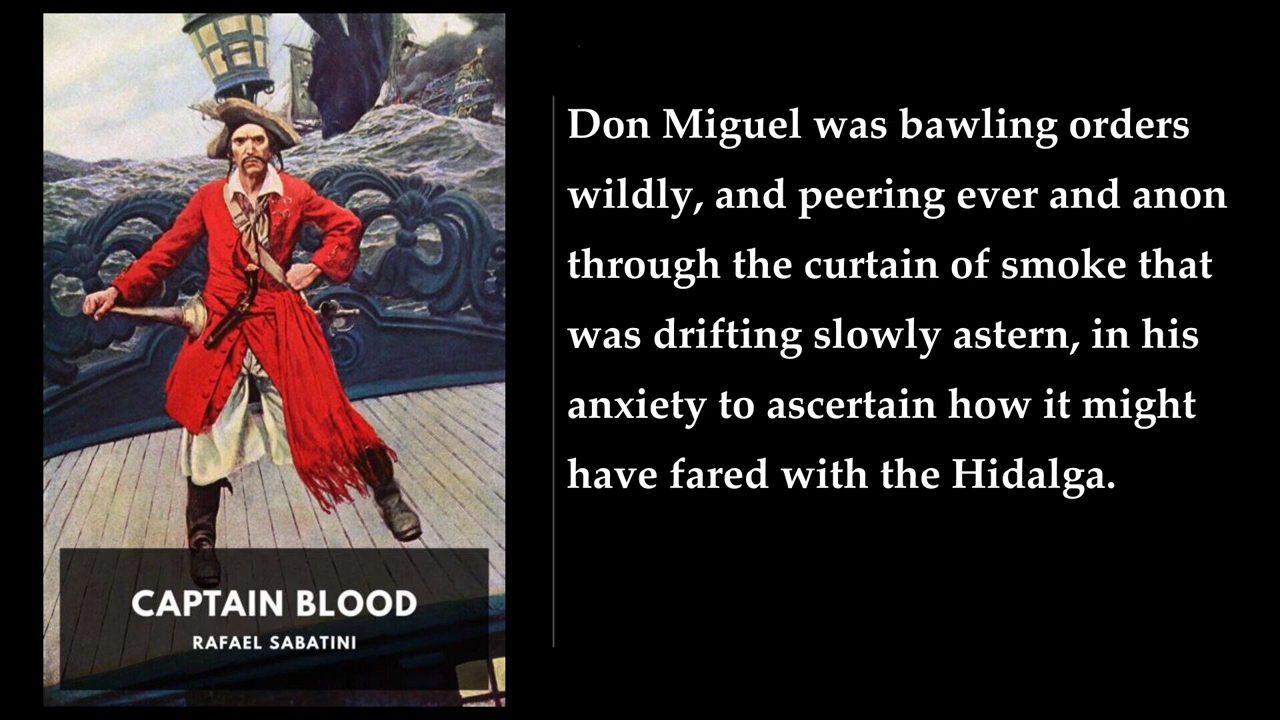 Don Miguel was bawling orders
wildly, and peering ever and anon
through the curtain of smoke that
was drifting slowly astern, in his
anxiety to ascertain how it might
have fared with the Hidalga.
CAPTAIN BLOOD
RAFAEL SABATINI